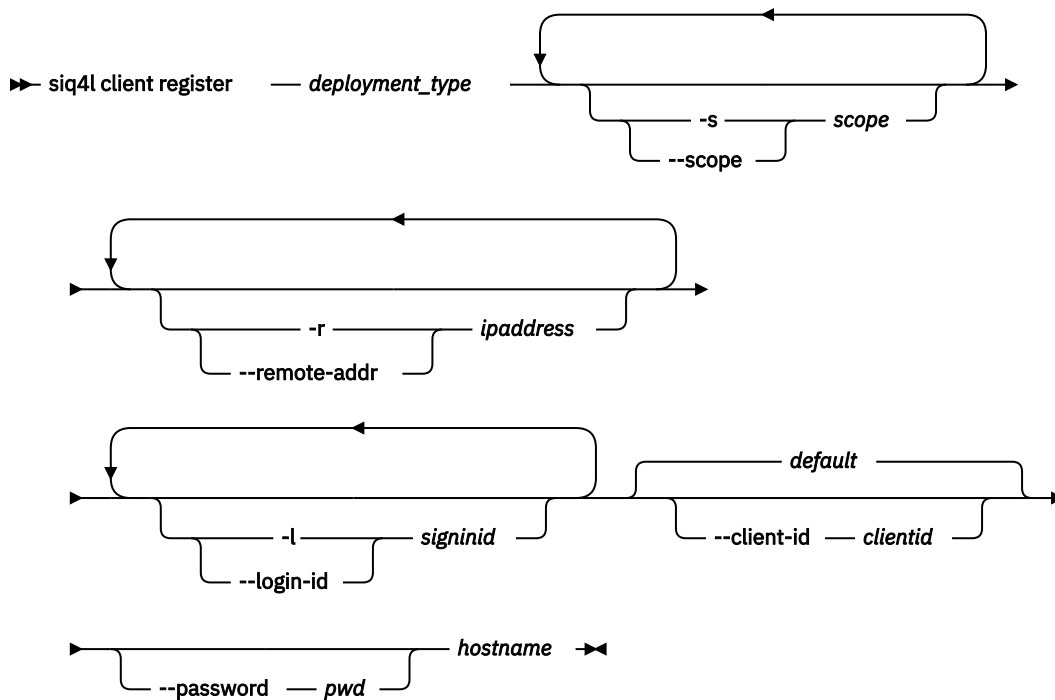 siq4l client register deployment_type
-s scope
--scope
-r ipaddress
--remote-addr
default
-l signinid --client-id clientid
--login-id
hostname
--password pwd